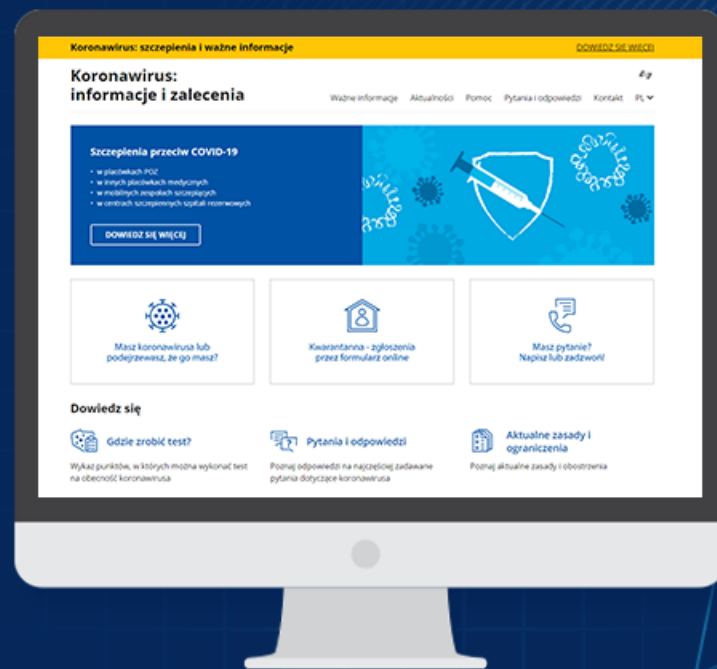 Koronawirus: szczepienia i ważne informacje
DOWIEDZ SIĘ WIĘCEJ
Koronawirus:
informacje i zalecenia
Ważne informacje Aktualności Pomoc Pytania i odpowiedzi Kontakt PL
Szczepienia przeciw COVID-19
• w placówkach POZ
• w innych placówkach medycznych
• w mobilnych zespołach szczepiących
• w centrach szczepiennych szpitali rezerwowych
DOWIEDZ SIĘ WIĘCEJ
Masz koronawirusa lub
podejrzewasz, że go masz?
Kwarantanna - zgłoszenia
przez formularz online
Masz pytanie?
Napisz lub zadzwoń!
Dowiedz się
Gdzie zrobić test?
Wykaz punktów, w których można wykonać test
na obecność koronawirusa
Pytania i odpowiedzi
Poznaj odpowiedzi na najczęściej zadawane
pytania dotyczące koronawirusa
Aktualne zasady i
ograniczenia
Poznaj aktualne zasady i obostrzenia